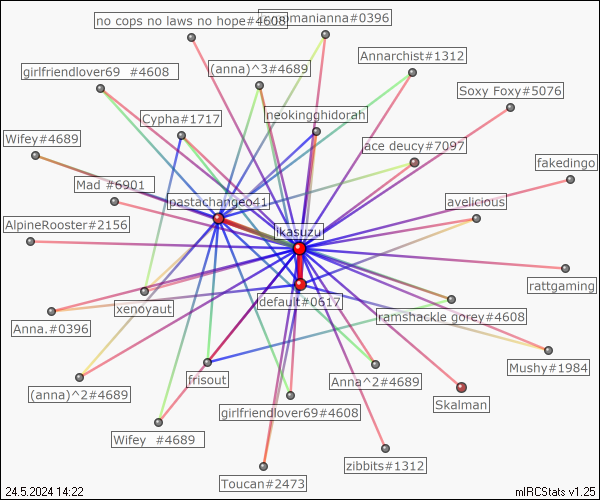 no cops no laws no hope#4608
manianna#0396
Annarchist#1312
girlfriendlover69 #4608
(anna)^3#4689
Soxy Foxy#5076
Cypha#1717
neokingghidorah
Wifey#4689
ace deucy#7097
fakedingo
Mad #6901
pastachangeo41
avelicious
AlpineRooster#2156
ikasuzu
rattgaming
xenoyaut
default#0617
Anna.#0396
ramshackle gorey#4608
Mushy#1984
(anna)^2#4689
frisout
Anna^2#4689
Skalman
girlfriendlover69#4608
Wifey #4689
zibbits#1312
Toucan#2473
24.5.2024 14:22
mIRCStats v1.25